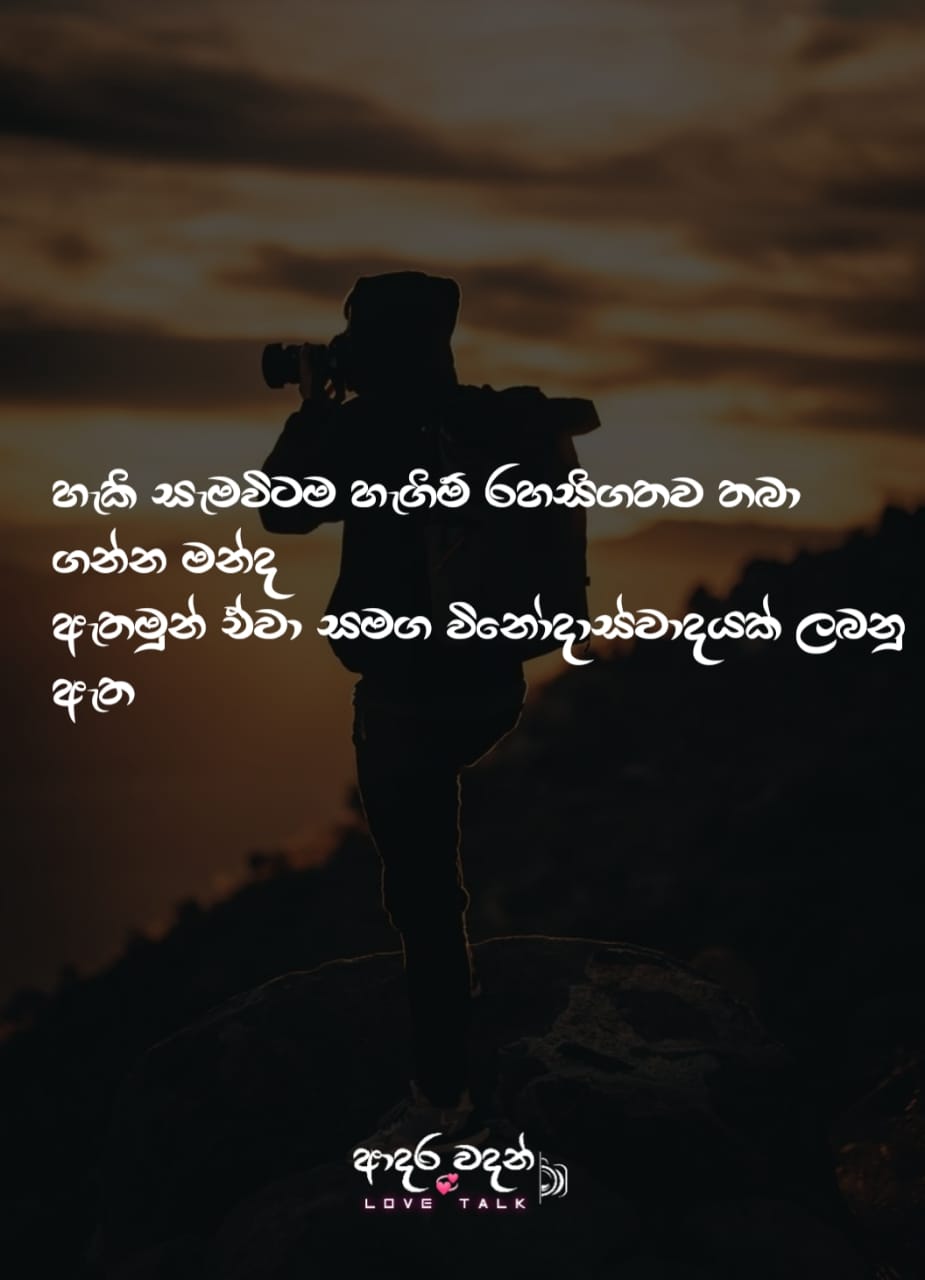 හැකි සැමවිටම හැගීම් රහසිගතව තබා
ගන්න මන්ද
ඇතමුන් ඒවා සමග විනෝදාස්වාදයක් ලබනු
ඇත
ආදර වදන්
LOVE TALK